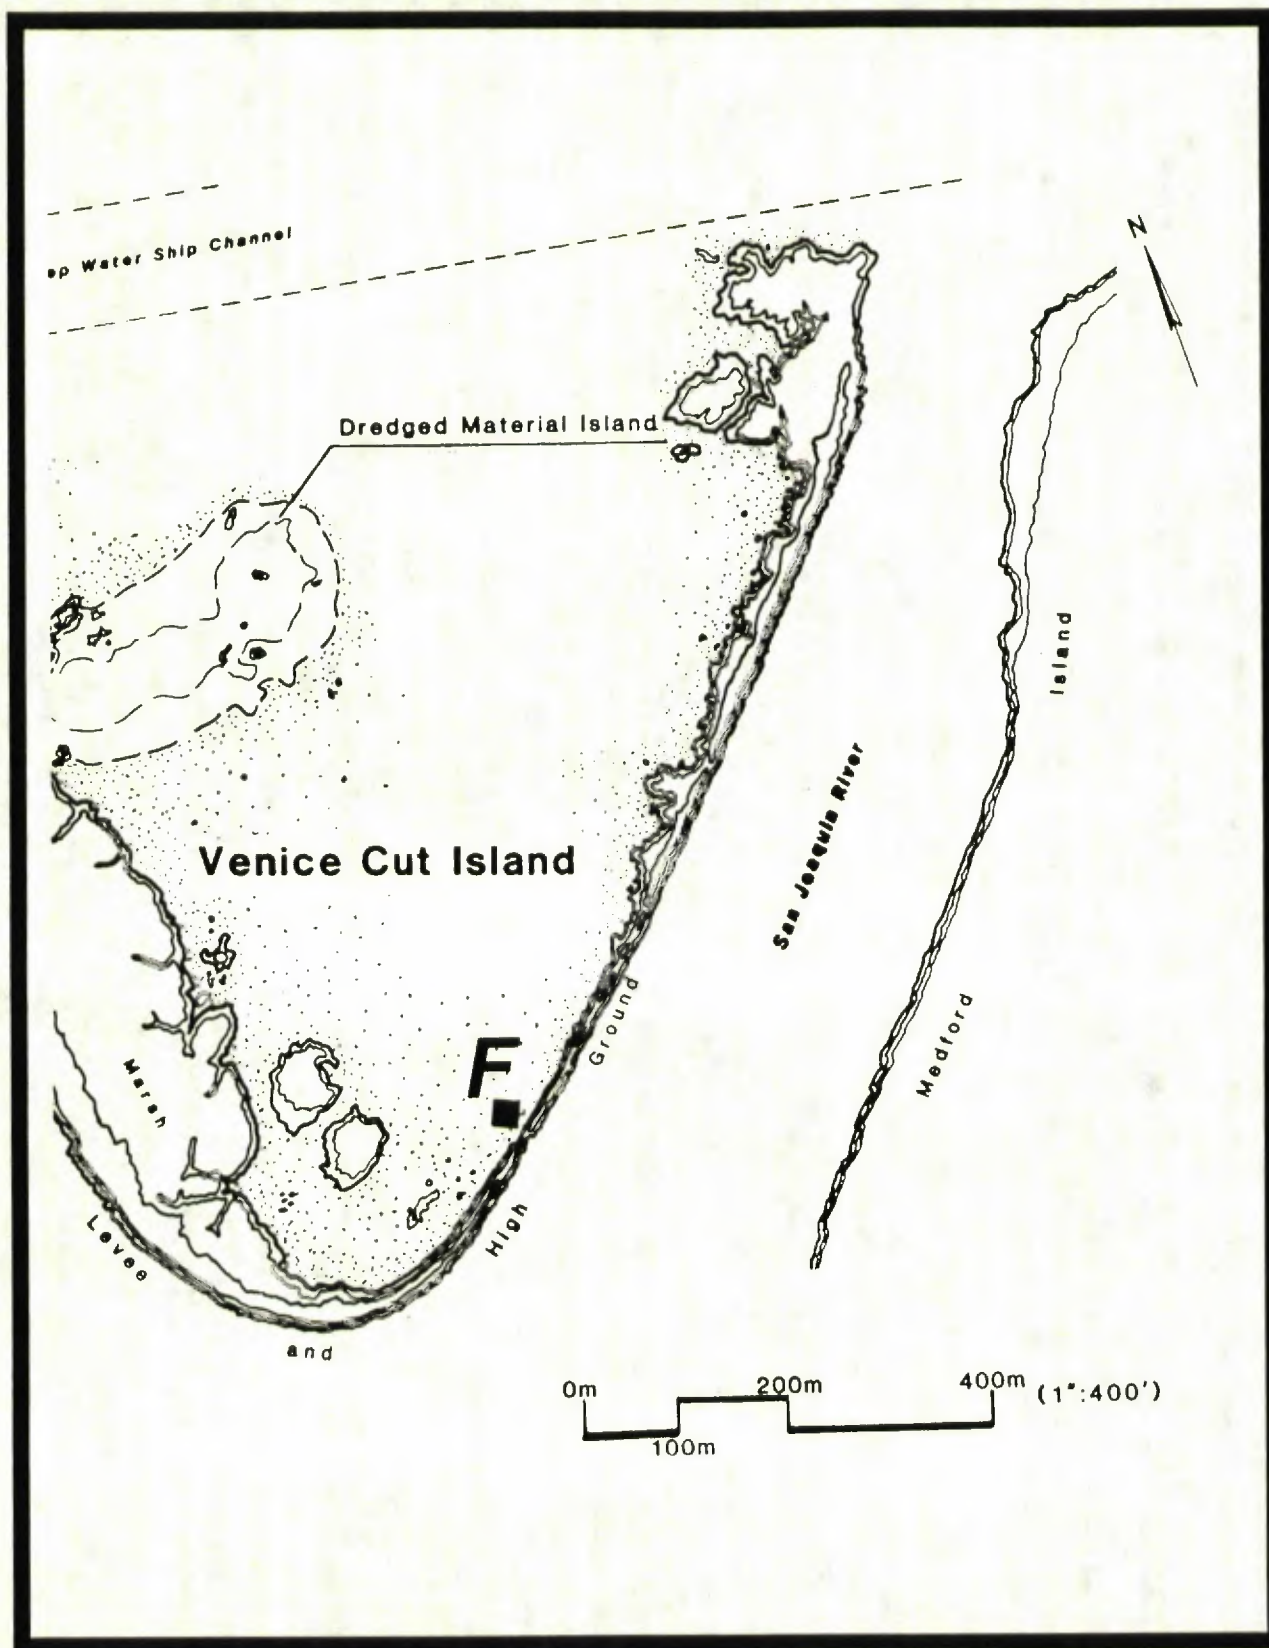 N
ep Water Ship Channel
Dredged Material Island
Island
San Joaquin River
Venice Cut Island
Medford
Ground
F
Marsh
High
Levee
and
0m 200m 400m (1":400')
100m